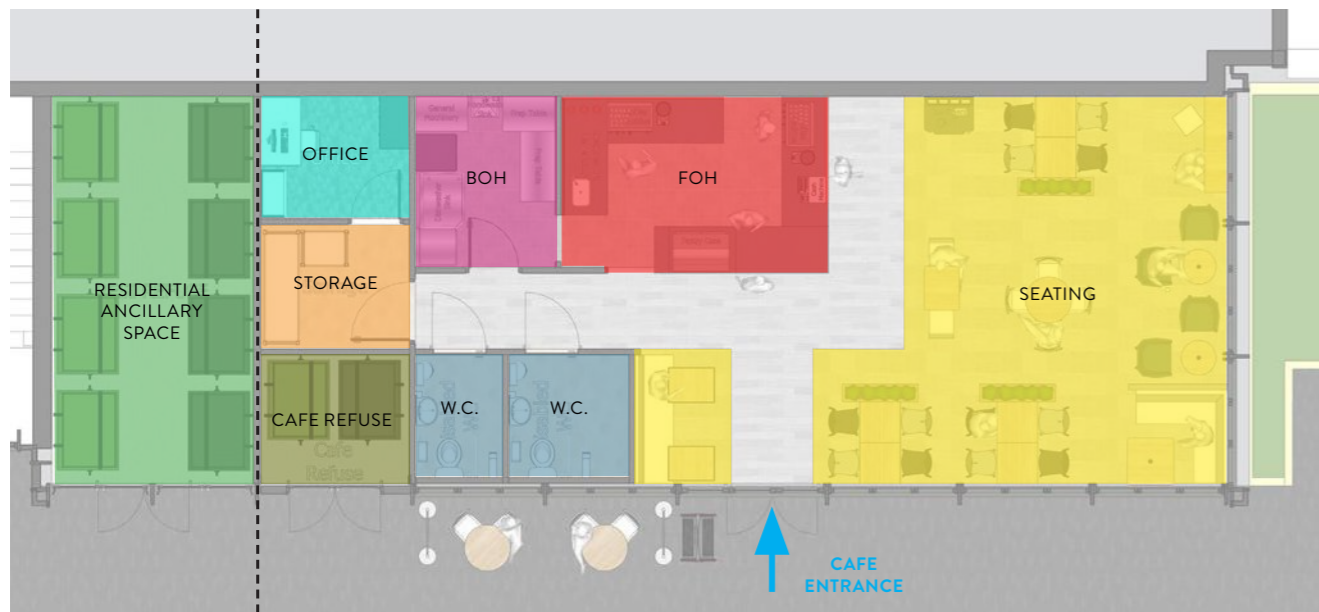 OFFICE
BOH
FOH
STORAGE
SEATING
RESIDENTIAL
ANCILLARY
SPACE
CAFE REFUSE
Cafe
Refuse
W.C.
W.C.
CAFE
ENTRANCE